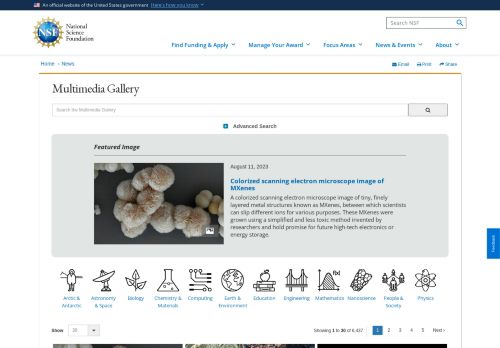 An official website of the United States government Here's how you know
NSF
National
Science
Foundation
Search NSF
Find Funding & Apply
Manage Your Award
Focus Areas
News & Events
About
Home
News
Email
Print
Share
Multimedia Gallery
Search the Multimedia Gallery
Advanced Search
Featured Image
August 11, 2023
Colorized scanning electron microscope image of
MXenes
A colorized scanning electron microscope image of tiny, finely
layered metal structures known as MXenes, between which scientists
can slip different ions for various purposes. These MXenes were
grown using a simplified and less toxic method invented by
researchers and hold promise for future high-tech electronics or
energy storage.
Feedback
f(x)
Arctic &
Antarctic
Astronomy
& Space
Biology
Chemistry &
Materials
Computing
Earth &
Environment
Education
Engineering
Mathematics
Nanoscience
People &
Society
Physics
Show
30
Showing 1 to 30 of 6,437
1 2 3 4 5 Next ›